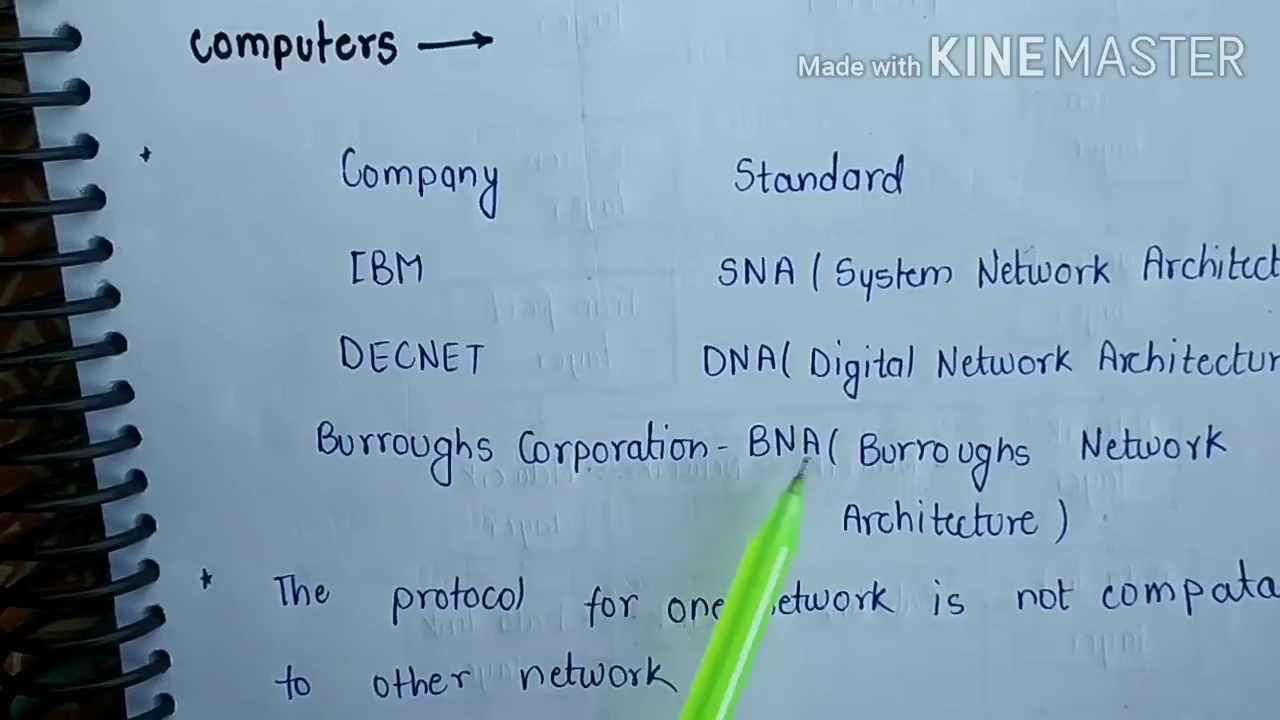 computers →
Made with KINEMASTER
* Company Standard
IBM SNA ( System Network Architect
DECNET DNA( Digital Network Architectur
Burroughs Corporation - BNA( Burroughs Network
Architecture )
* The protocol for one network is not compata
to other network